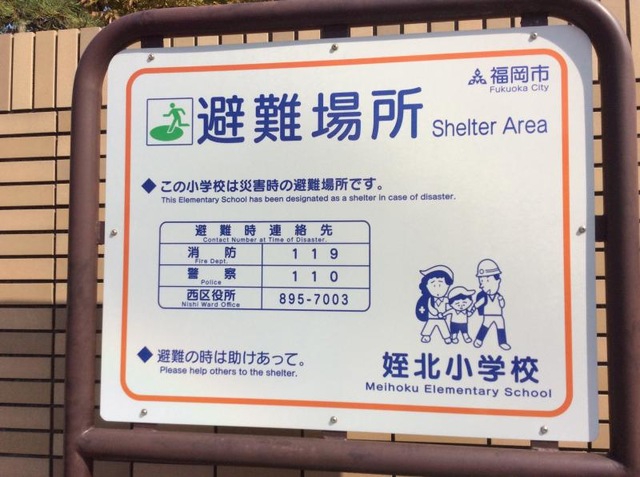 福岡市
Fukuoka City
避難場所 Shelter Area
◆この小学校は災害時の避難場所です。
This Elementary School has been designated as a shelter in case of disaster.
避難時連絡先
Contact Number at Time of Disaster.
消防 119
Fire Dept.
警察 110
Police
西区役所 895-7003
Nishi Ward Office
◆避難の時は助けあって。
Please help others to the shelter.
姪北小学校
Meihoku Elementary School